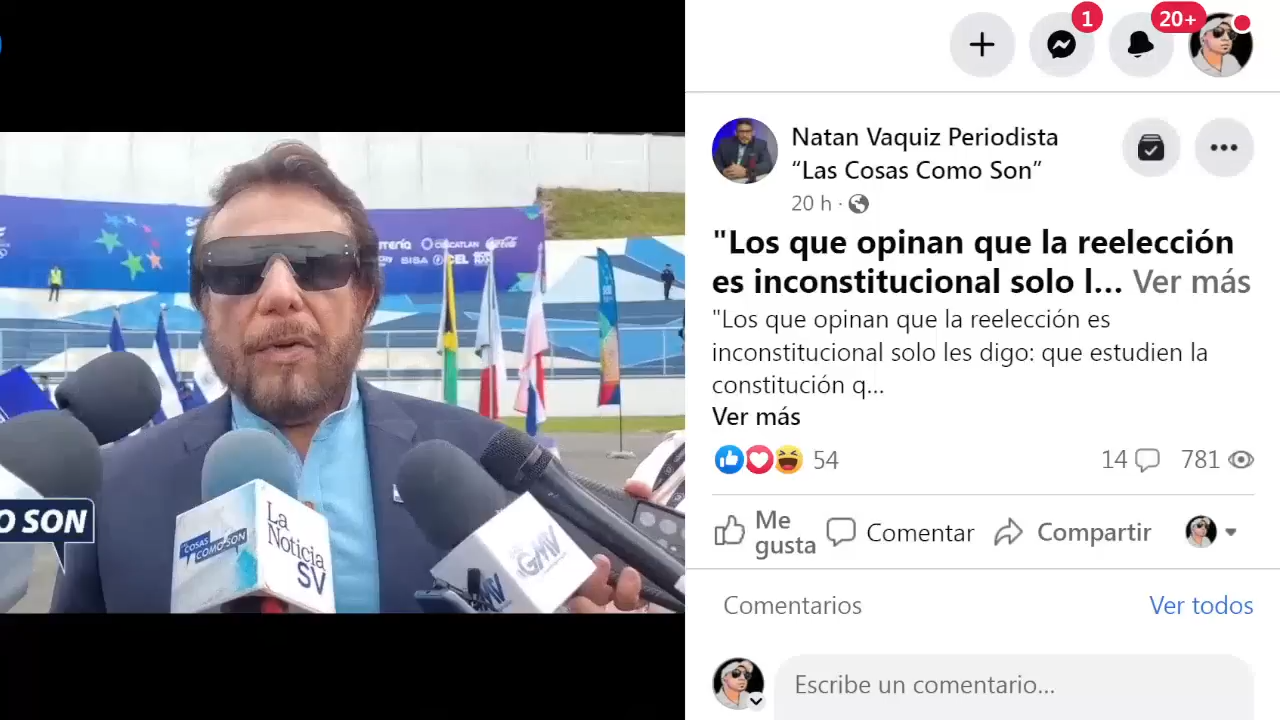 CUSCATLAN
SISA
CEL
O SON
COSAS
COMO SON
La
Noticia
SV
GMV
1
20+
Natan Vaquiz Periodista
“Las Cosas Como Son”
20 h ·
"Los que opinan que la reelección
es inconstitucional solo l... Ver más
"Los que opinan que la reelección es
inconstitucional solo les digo: que estudien la
constitución q...
Ver más
54
14
781
Me
gusta
Comentar
Compartir
Comentarios
Ver todos
Escribe un comentario...